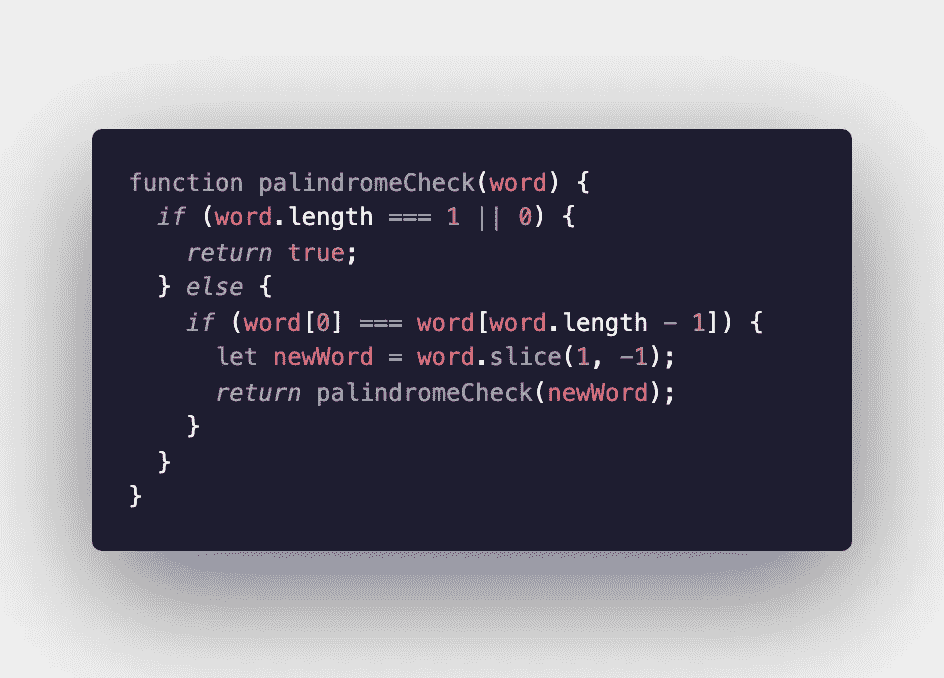 function palindromeCheck(word) {
  if (word.length === 1 || 0) {
    return true;
  } else {
    if (word[0] === word[word.length - 1]) {
      let newWord = word.slice(1, -1);
      return palindromeCheck(newWord);
    }
  }
}